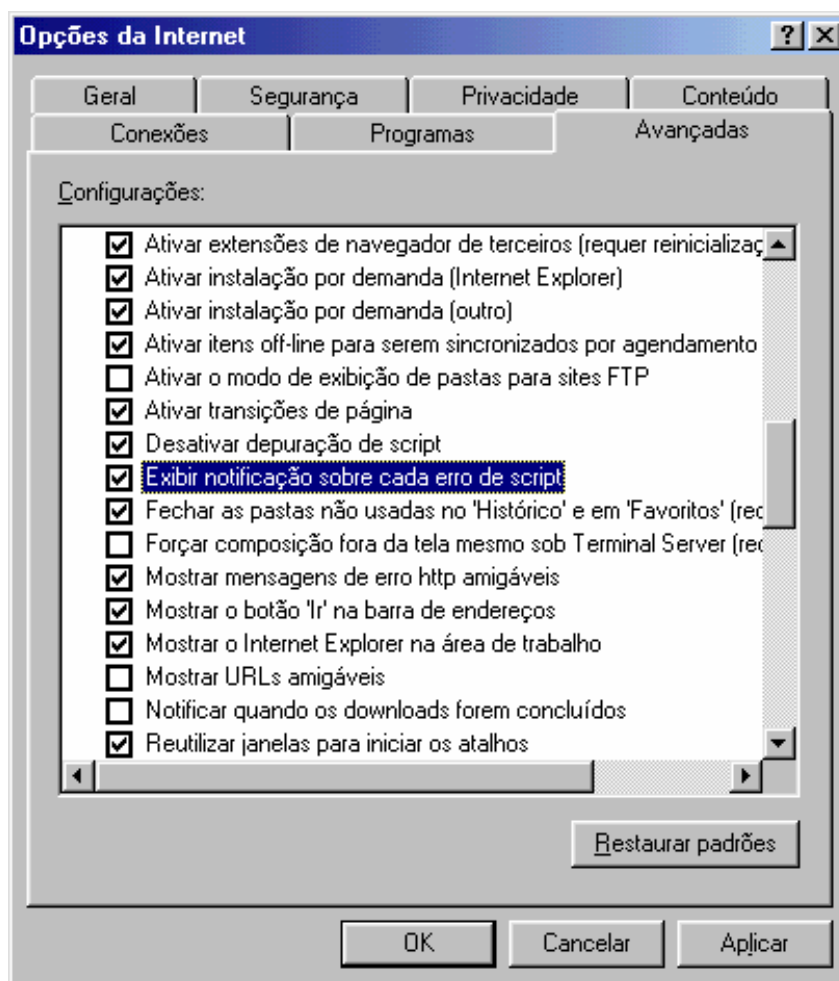 Opções da Internet
Geral
Segurança
Privacidade
Conteúdo
Conexões
Programas
Avançadas
Configurações:
Ativar extensões de navegador de terceiros (requer reinicializaç
Ativar instalação por demanda (Internet Explorer)
Ativar instalação por demanda (outro)
Ativar itens off-line para serem sincronizados por agendamento
Ativar o modo de exibição de pastas para sites FTP
Ativar transições de página
Desativar depuração de script
Exibir notificação sobre cada erro de script
Fechar as pastas não usadas no 'Histórico' e em 'Favoritos' (rec
Forçar composição fora da tela mesmo sob Terminal Server (rec
Mostrar mensagens de erro http amigáveis
Mostrar o botão 'Ir' na barra de endereços
Mostrar o Internet Explorer na área de trabalho
Mostrar URLs amigáveis
Notificar quando os downloads forem concluídos
Reutilizar janelas para iniciar os atalhos
Restaurar padrões
OK
Cancelar
Aplicar